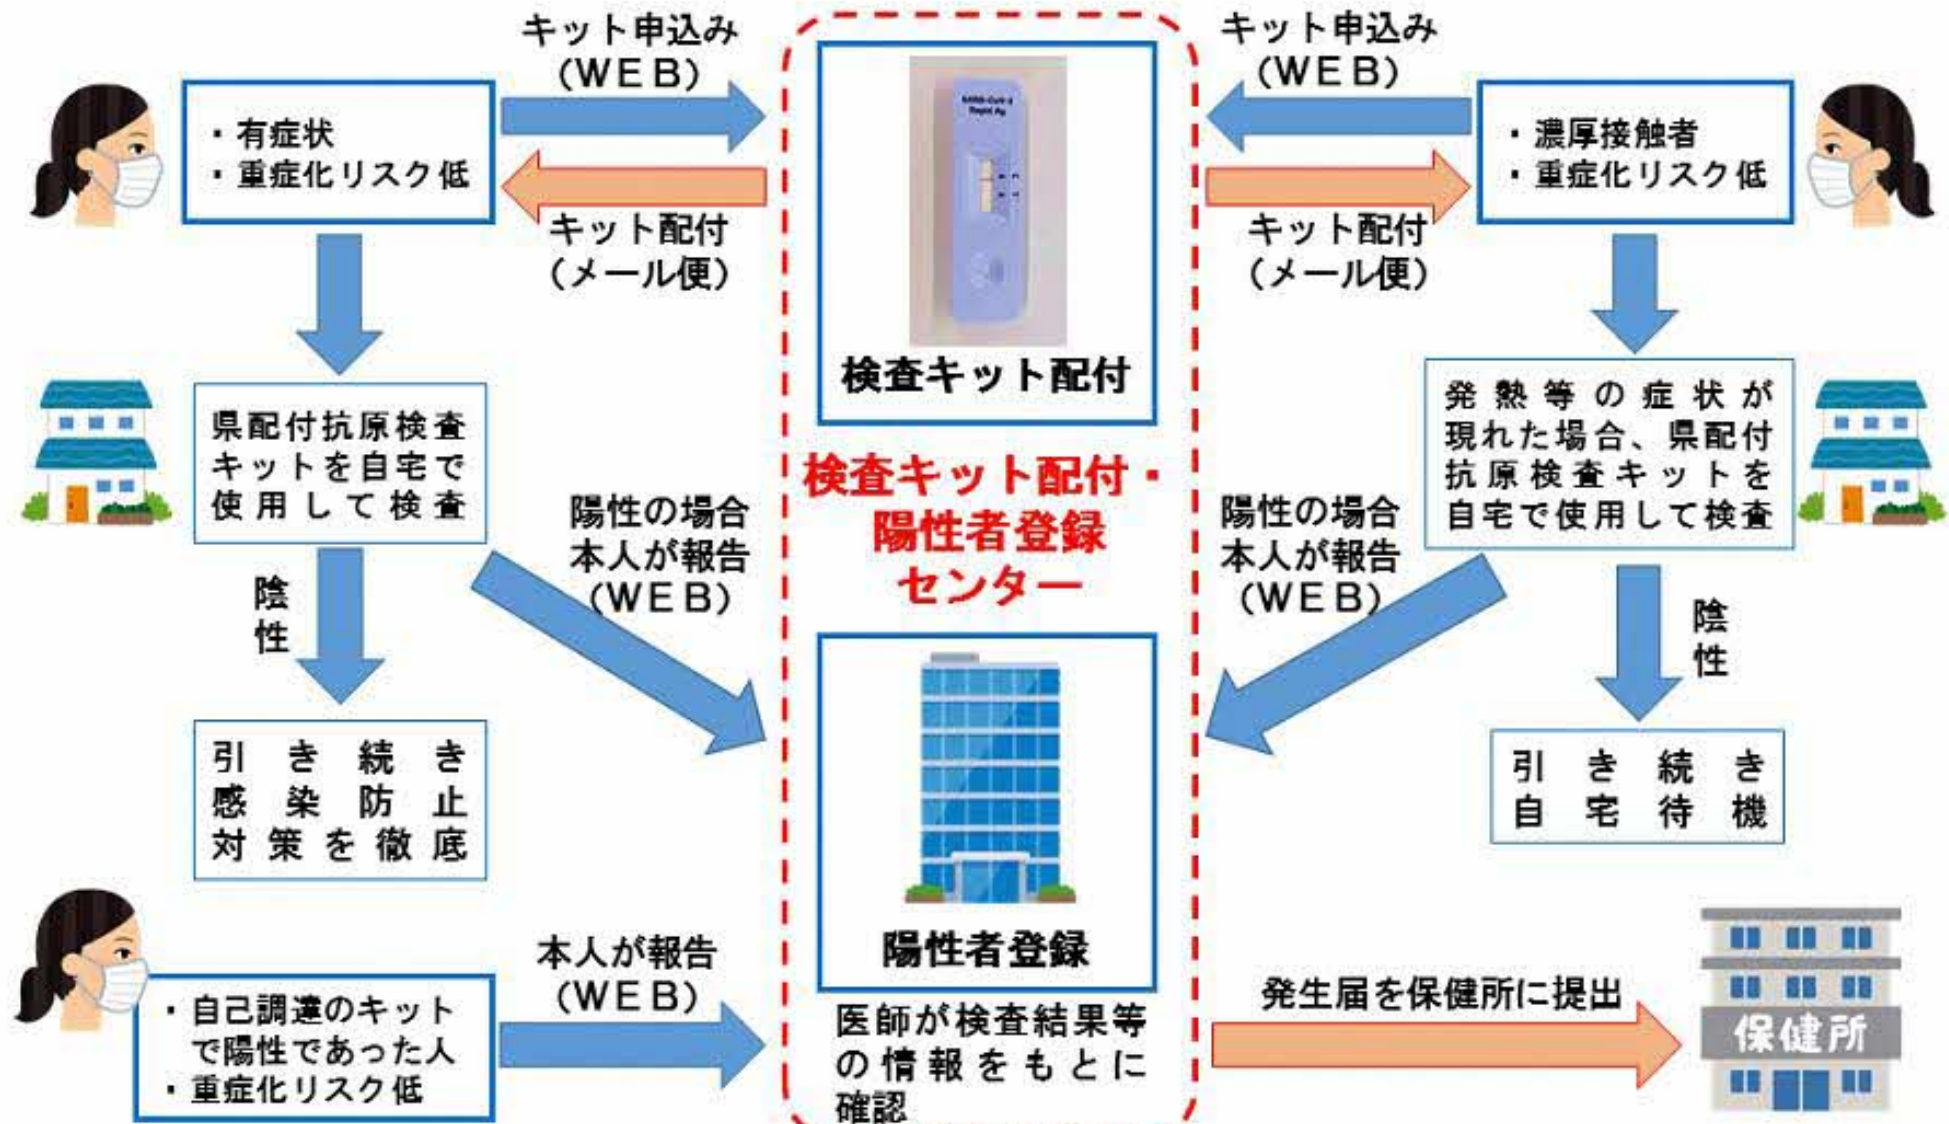 キット申込み
（ＷＥＢ）
・有症状
・重症化リスク低
キット配付
（メール便）
県配付抗原検査
キットを自宅で
使用して検査
陰
性
陽性の場合
本人が報告
（ＷＥＢ）
引き続き
感染防止
対策を徹底
・自己調達のキット
で陽性であった人
・重症化リスク低
本人が報告
（ＷＥＢ）
SARS-CoV-2
Rapid Ag
検査キット配付
検査キット配付・
陽性者登録
センター
陽性者登録
医師が検査結果等
の情報をもとに
確認
キット申込み
（ＷＥＢ）
・濃厚接触者
・重症化リスク低
キット配付
（メール便）
発熱等の症状が
現れた場合、県配付
抗原検査キットを
自宅で使用して検査
陽性の場合
本人が報告
（ＷＥＢ）
陰
性
引き続き
自宅待機
発生届を保健所に提出
保健所